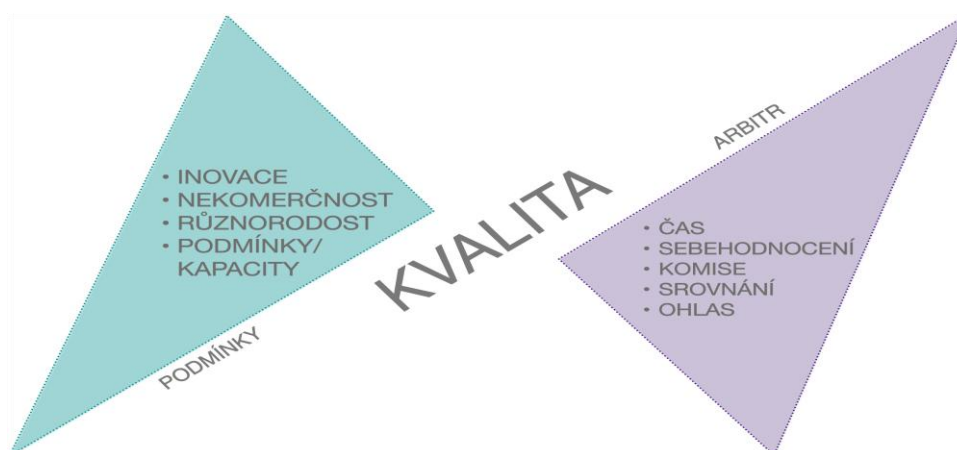 • INOVACE
• NEKOMERČNOST
• RŮZNORODOST
• PODMÍNKY/
KAPACITY
PODMÍNKY
KVALITA
ARBITR
• ČAS
• SEBEHODNOCENÍ
• KOMISE
• SROVNÁNÍ
• OHLAS